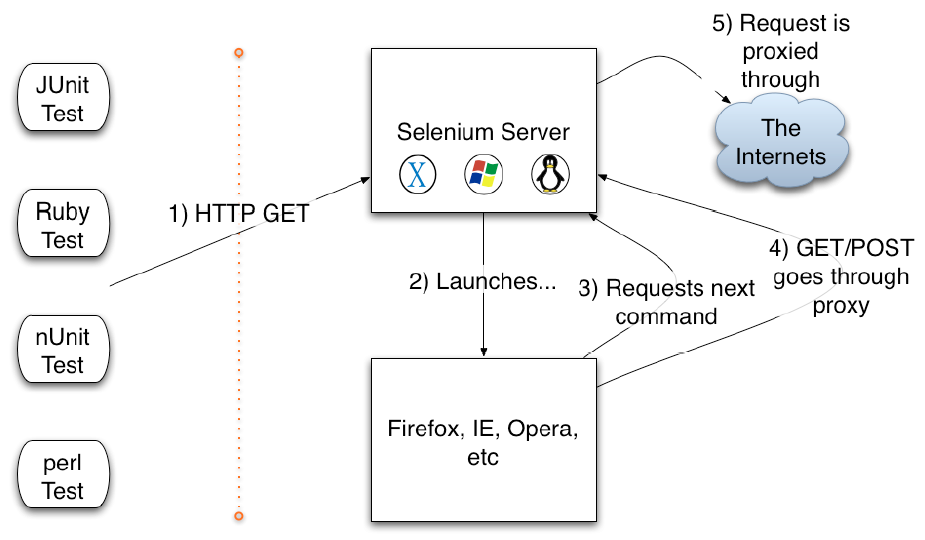 JUnit
Test
Ruby
Test
nUnit
Test
perl
Test
1) HTTP GET
Selenium Server
X
2) Launches...
3) Requests next
command
Firefox, IE, Opera,
etc
4) GET/POST
goes through
proxy
5) Request is
proxied
through
The
Internets